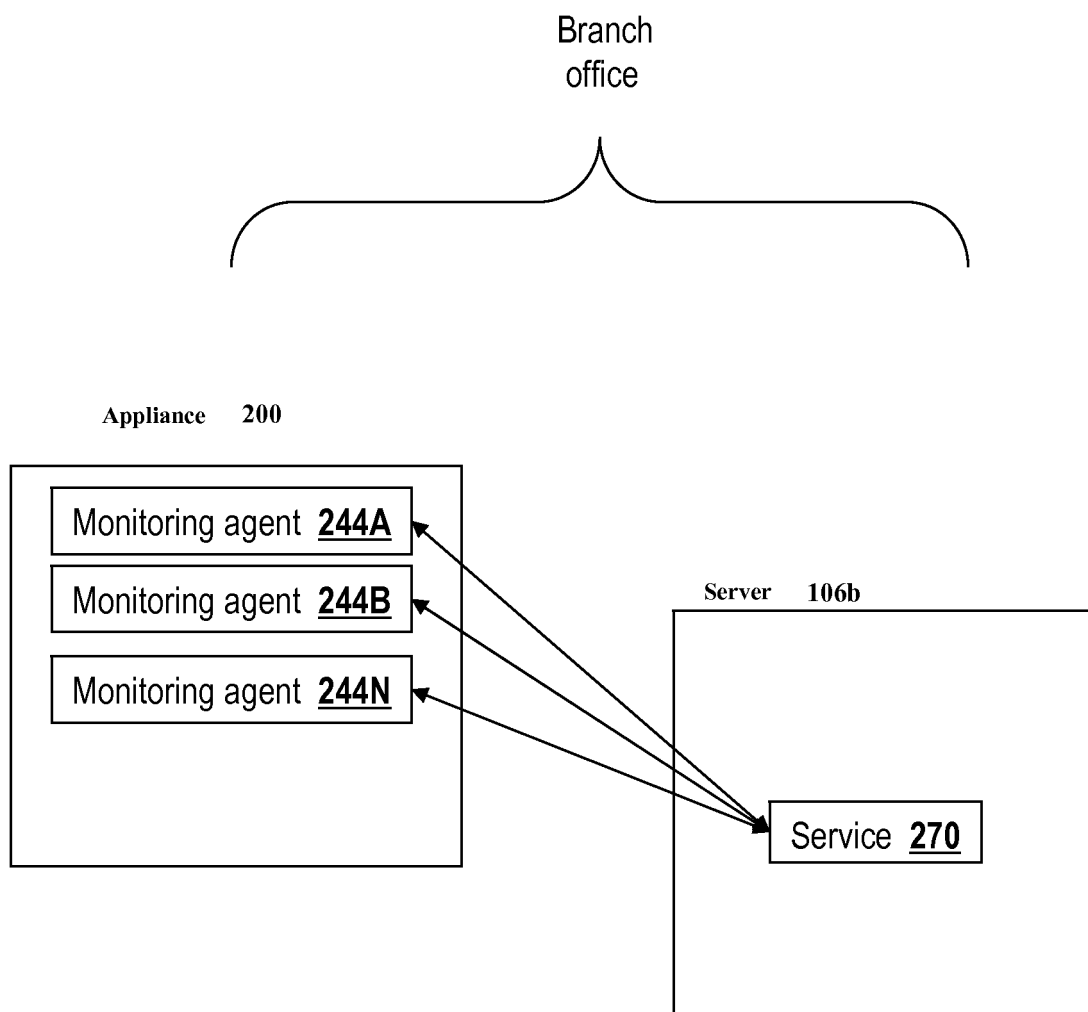 Branch
office
Appliance 200
Monitoring agent 244A
Monitoring agent 244B
Monitoring agent 244N
Server 106b
Service 270